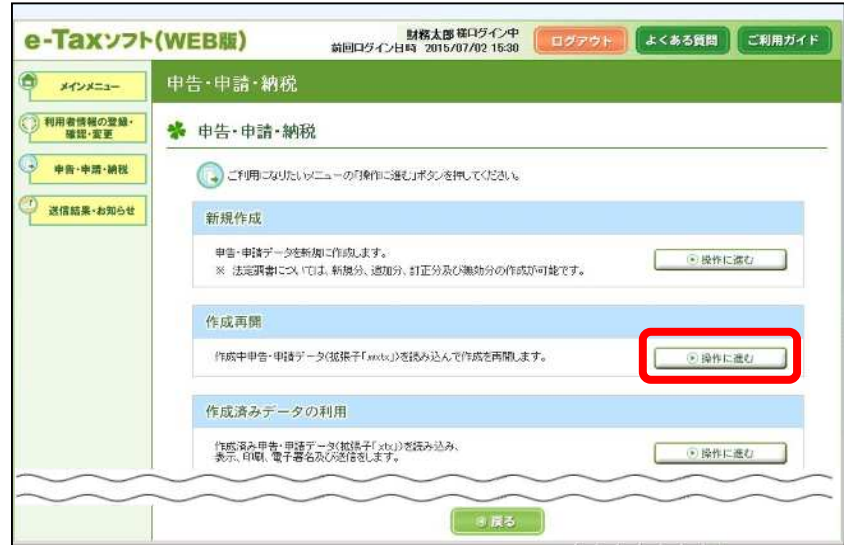 e-Taxソフト(WEB版)
財務太郎 様ログイン中
前回ログイン日時 2015/07/02 15:30
ログアウト
よくある質問
ご利用ガイド
メインメニュー
利用者情報の登録・
確認・変更
申告・申請・納税
送信結果・お知らせ
申告・申請・納税
申告・申請・納税
ご利用になりたいメニューの「操作に進む」ボタンを押してください。
新規作成
申告・申請データを新規に作成します。
※ 法定調書については、新規分、追加分、訂正分及び無効分の作成が可能です。
操作に進む
作成再開
作成中申告・申請データ(拡張子「.wxtx」)を読み込んで作成を再開します。
操作に進む
作成済みデータの利用
作成済み申告・申請データ(拡張子「.xtx」)を読み込み、
表示、印刷、電子署名及び送信をします。
操作に進む
戻る